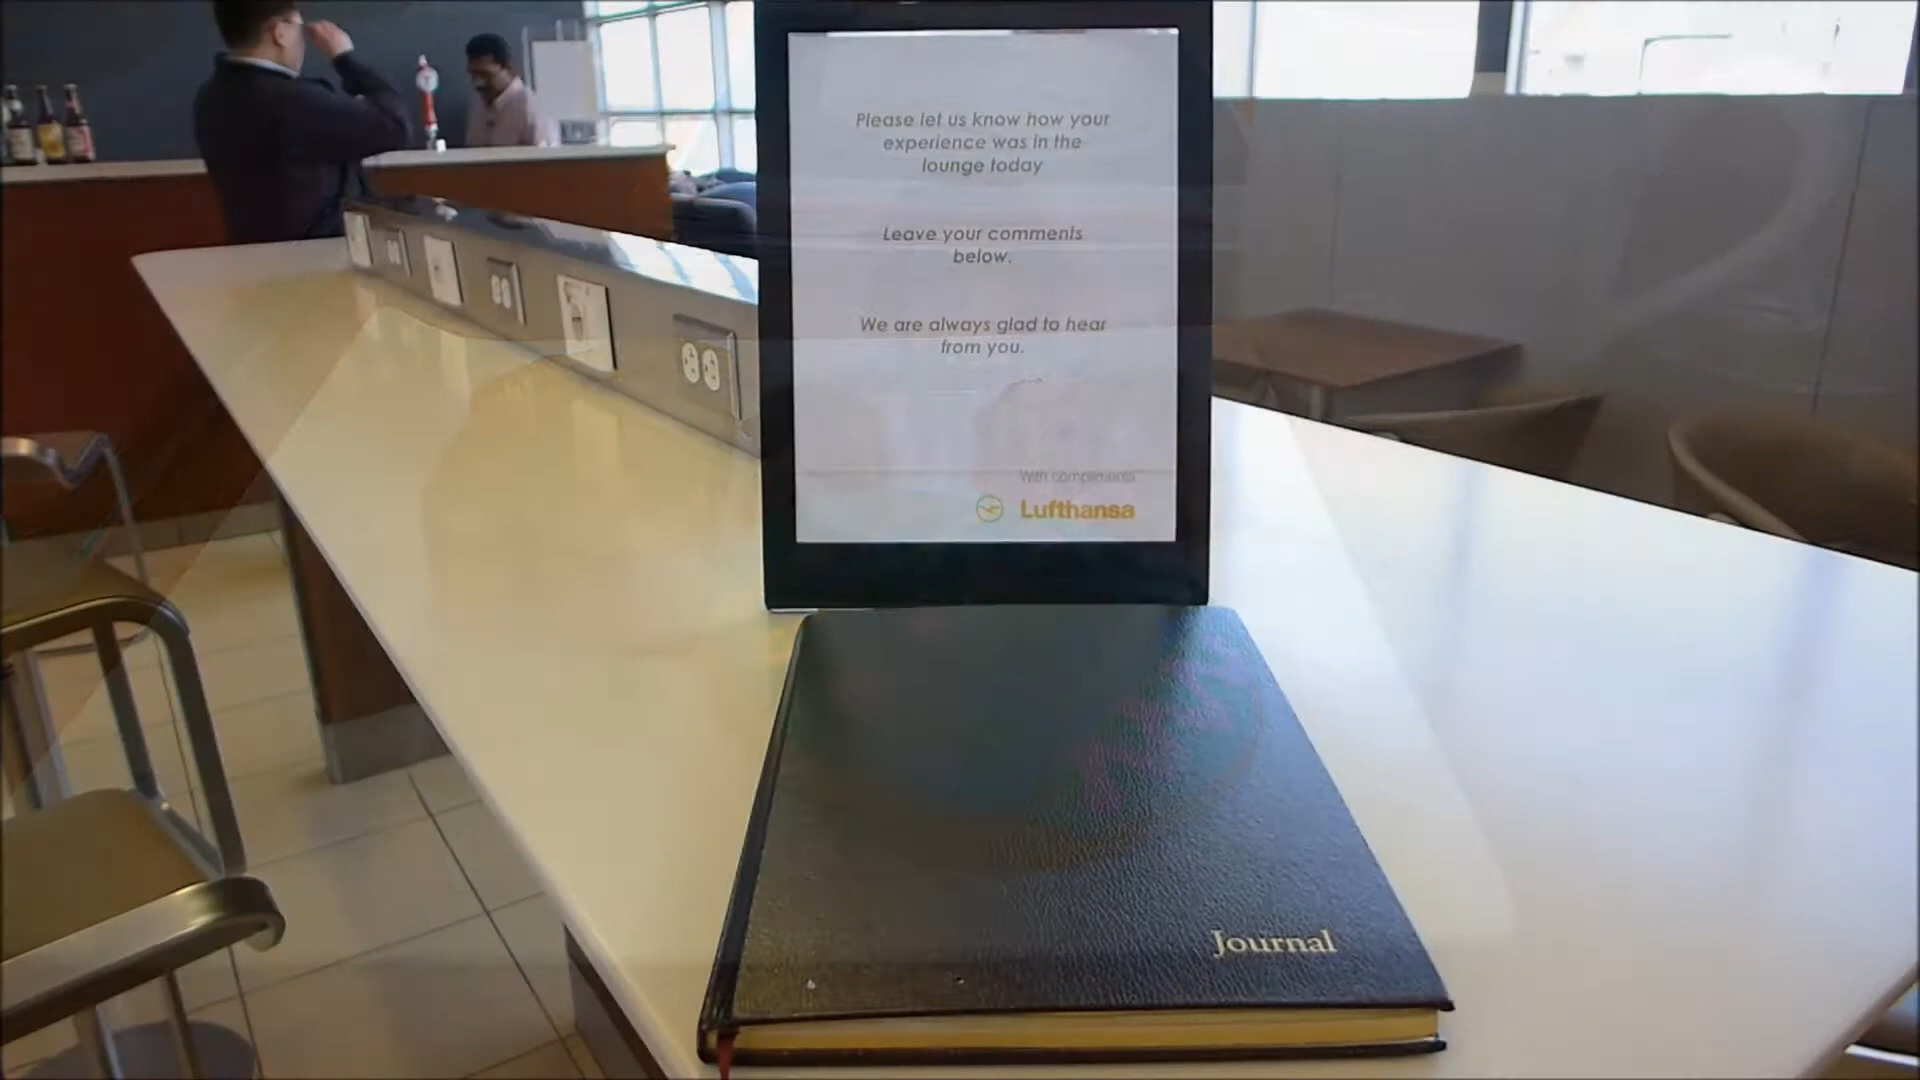 Please let us know how your
experience was in the
lounge today
Leave your comments
below.
We are always glad to hear
from you.
With compliments
Lufthansa
Journal